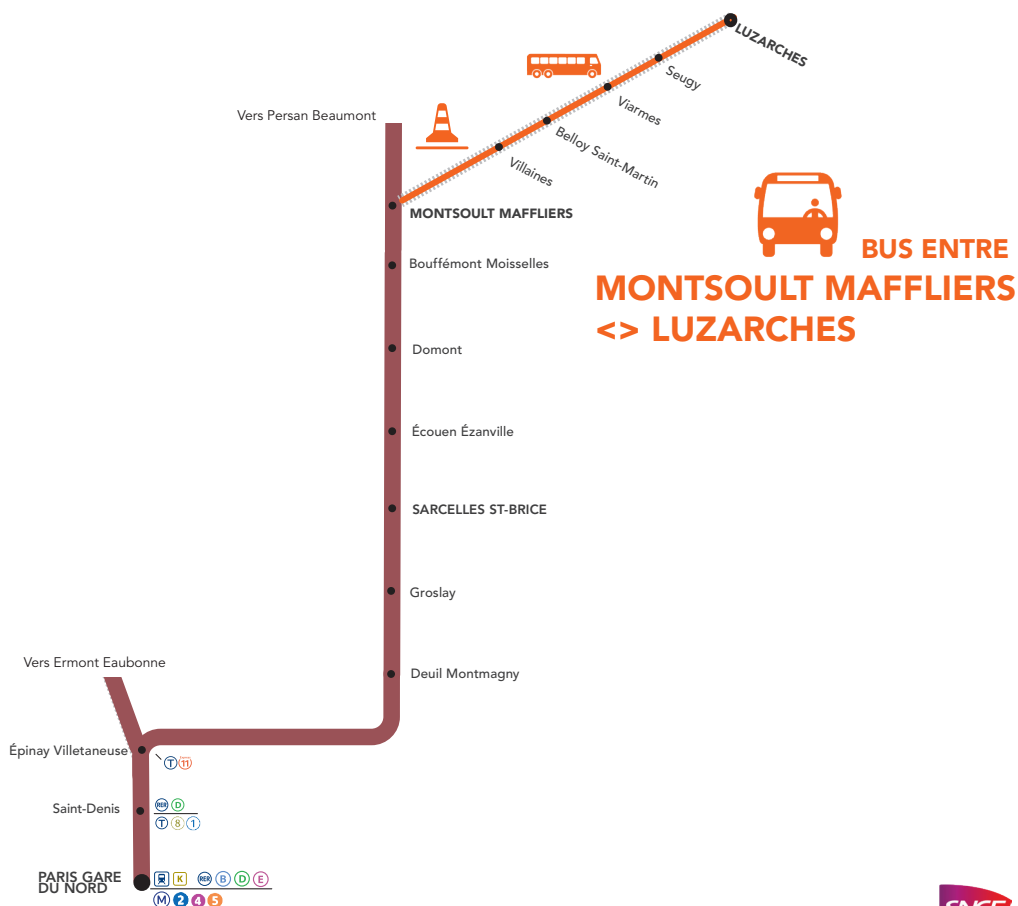 LUZARCHES
Seugy
Viarmes
Belloy Saint-Martin
Villaines
Vers Persan Beaumont
MONTSOULT MAFFLIERS
BUS ENTRE
MONTSOULT MAFFLIERS
<> LUZARCHES
Bouffémont Moisselles
Domont
Écouen Ézanville
SARCELLES ST-BRICE
Groslay
Deuil Montmagny
Vers Ermont Eaubonne
Épinay Villetaneuse
T 11
Saint-Denis
RER D
T 8 1
PARIS GARE
DU NORD
K RER B D E
M 2 4 5
SNCF